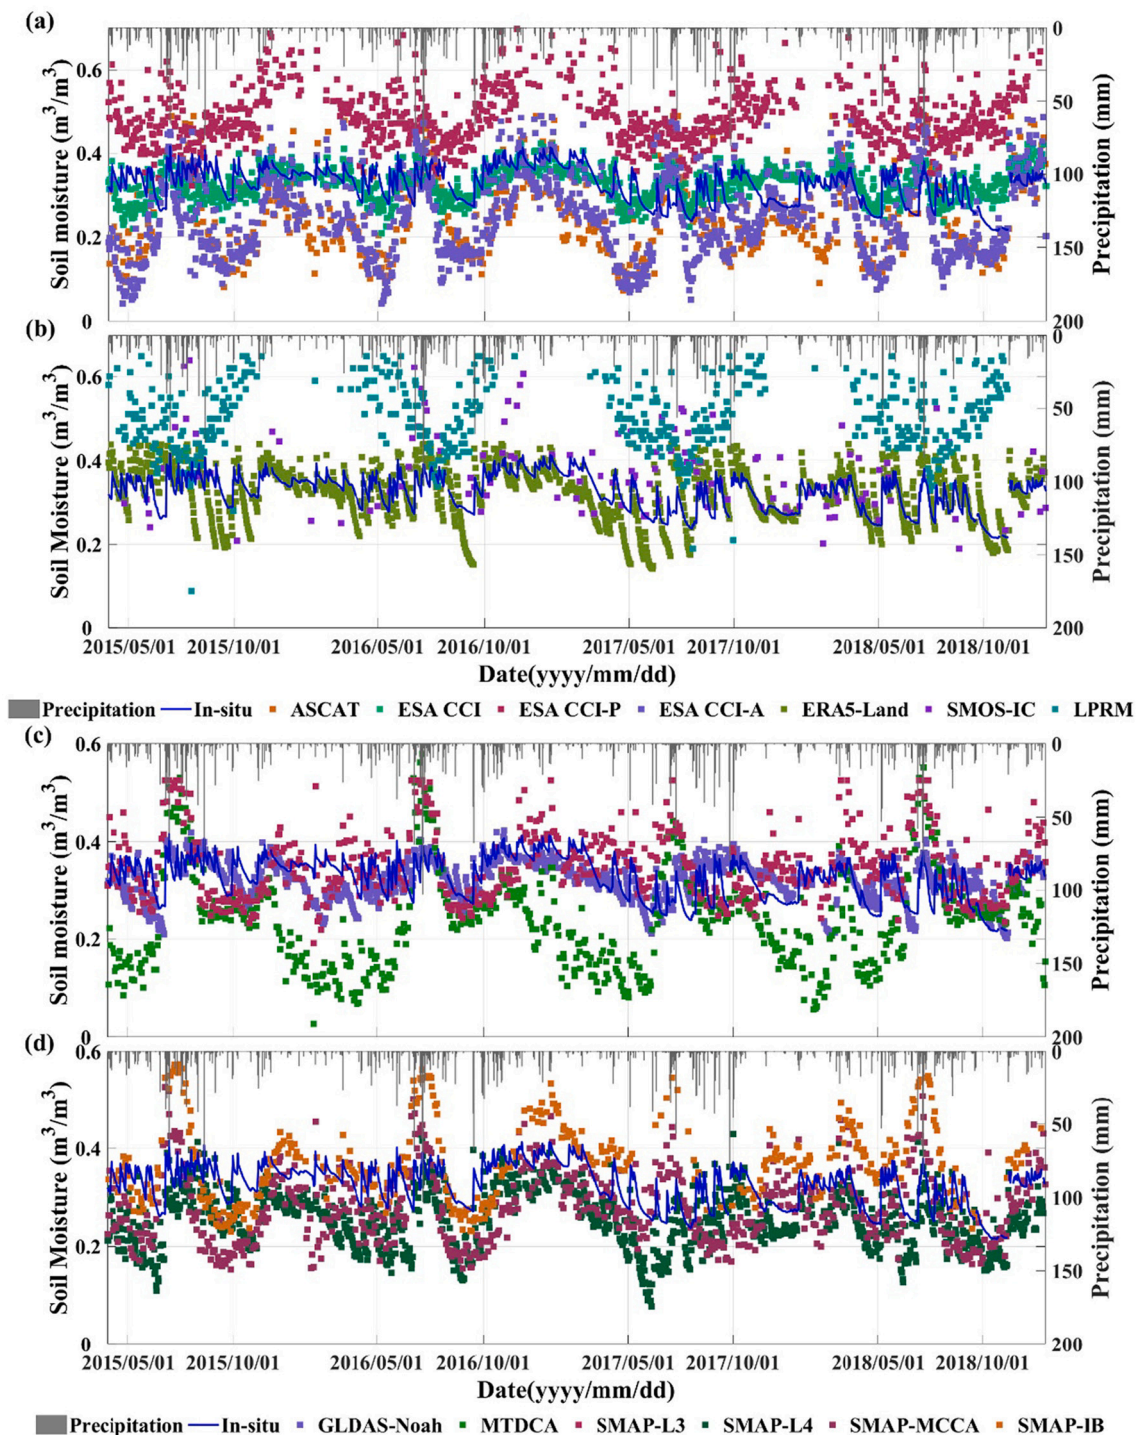 (a)
0
0.6
50
0.4
100
0.2
150
0
200
Soil moisture (m3/m3)
Precipitation (mm)
(b)
0
0.6
50
0.4
100
0.2
150
0
200
Soil Moisture (m3/m3)
Precipitation (mm)
2015/05/01 2015/10/01 2016/05/01 2016/10/01 2017/05/01 2017/10/01 2018/05/01 2018/10/01
Date(yyyy/mm/dd)
Precipitation In-situ ASCAT ESA CCI ESA CCI-P ESA CCI-A ERA5-Land SMOS-IC LPRM
(c)
0.6
0
50
0.4
100
0.2
150
0
200
Soil moisture (m3/m3)
Precipitation (mm)
(d)
0.6
0
50
0.4
100
0.2
150
0
200
Soil Moisture (m3/m3)
Precipitation (mm)
2015/05/01 2015/10/01 2016/05/01 2016/10/01 2017/05/01 2017/10/01 2018/05/01 2018/10/01
Date(yyyy/mm/dd)
Precipitation In-situ GLDAS-Noah MTDCA SMAP-L3 SMAP-L4 SMAP-MCCA SMAP-IB